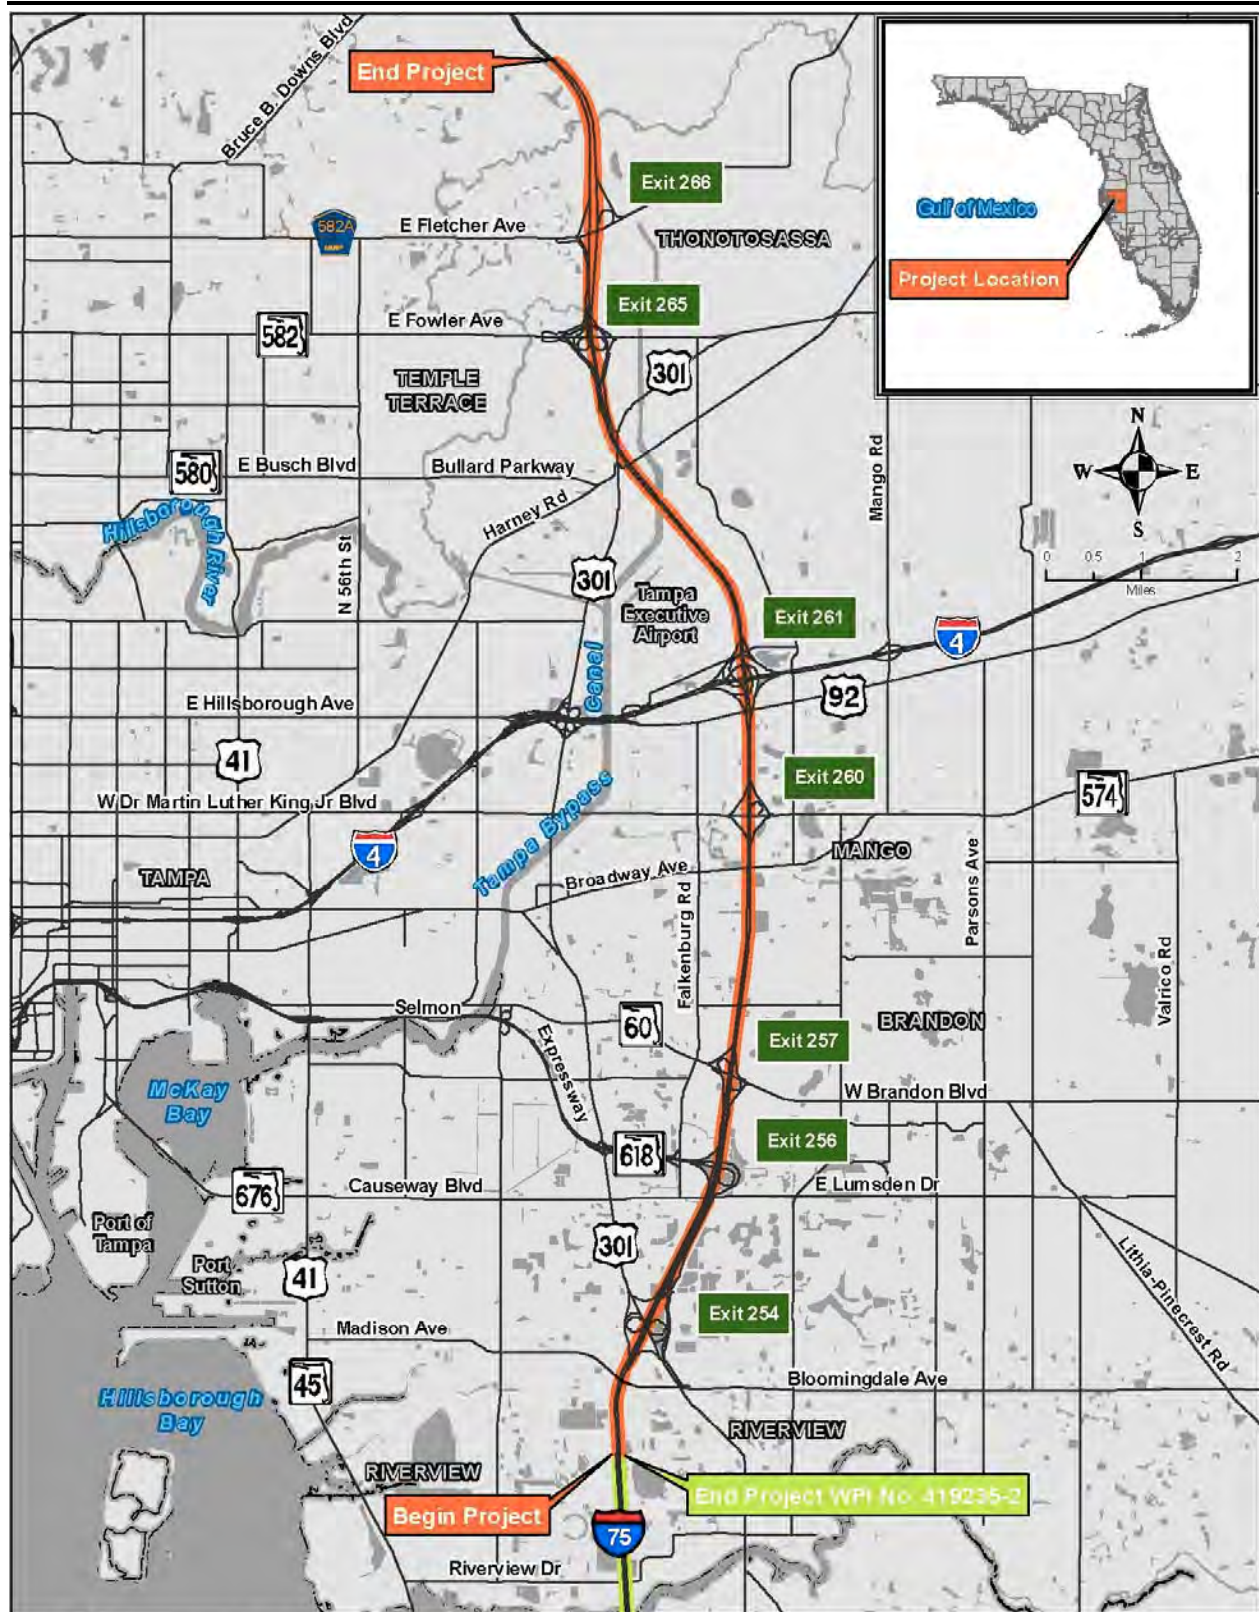 End Project
Bruce B. Downs Blvd
Exit 266
Gulf of Mexico
582A
E Fletcher Ave
THONOTOSASSA
Project Location
Exit 265
E Fowler Ave
582
301
TEMPLE
TERRACE
N
W
E
S
Mango Rd
580
E Busch Blvd
Bullard Parkway
Harney Rd
Hillsborough
River
N 56th St
0 0.5 1 2
Miles
301
Tampa
Executive
Airport
Exit 261
4
Canal
92
E Hillsborough Ave
41
Exit 260
574
W Dr Martin Luther King Jr Blvd
Tampa Bypass
4
MANGO
TAMPA
Broadway Ave
Falkenburg Rd
Parsons Ave
Valrico Rd
Selmon
Expressway
60
BRANDON
Exit 257
McKay
Bay
W Brandon Blvd
618
Exit 256
676
Causeway Blvd
E Lumsden Dr
Port of
Tampa
Port
Sutton
301
41
Lithia-Pinecrest Rd
Exit 254
Madison Ave
45
Bloomingdale Ave
Hillsborough
Bay
RIVERVIEW
RIVERVIEW
End Project WPI No. 419235-2
Begin Project
75
Riverview Dr